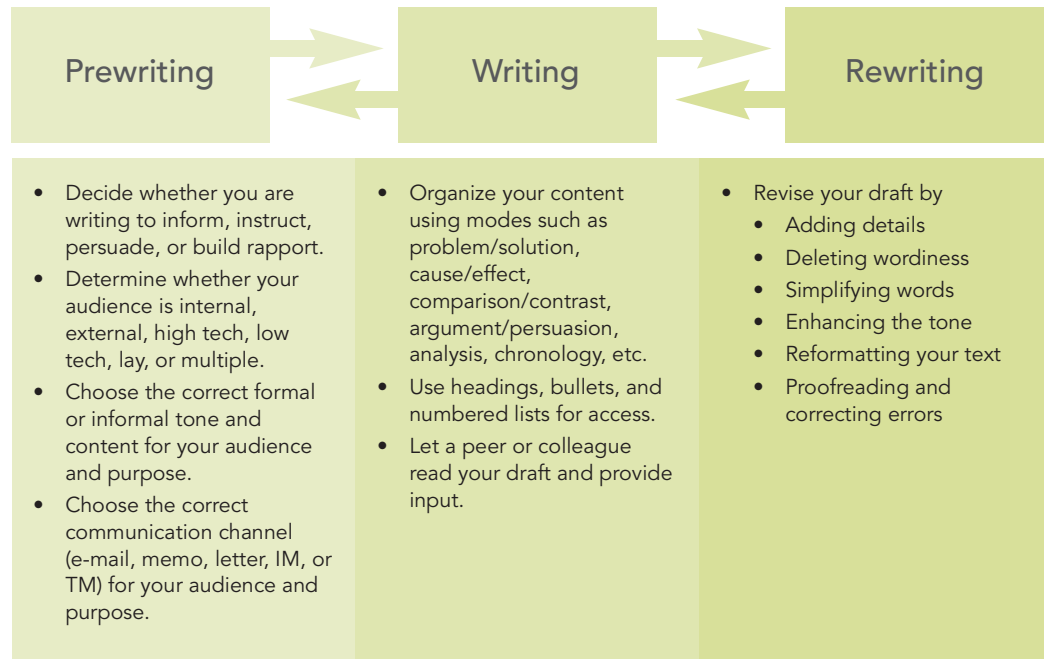 Prewriting
Writing
Rewriting
• Decide whether you are
writing to inform, instruct,
persuade, or build rapport.
• Determine whether your
audience is internal,
external, high tech, low
tech, lay, or multiple.
• Choose the correct formal
or informal tone and
content for your audience
and purpose.
• Choose the correct
communication channel
(e-mail, memo, letter, IM, or
TM) for your audience and
purpose.
• Organize your content
using modes such as
problem/solution,
cause/effect,
comparison/contrast,
argument/persuasion,
analysis, chronology, etc.
• Use headings, bullets, and
numbered lists for access.
• Let a peer or colleague
read your draft and provide
input.
• Revise your draft by
• Adding details
• Deleting wordiness
• Simplifying words
• Enhancing the tone
• Reformatting your text
• Proofreading and
correcting errors